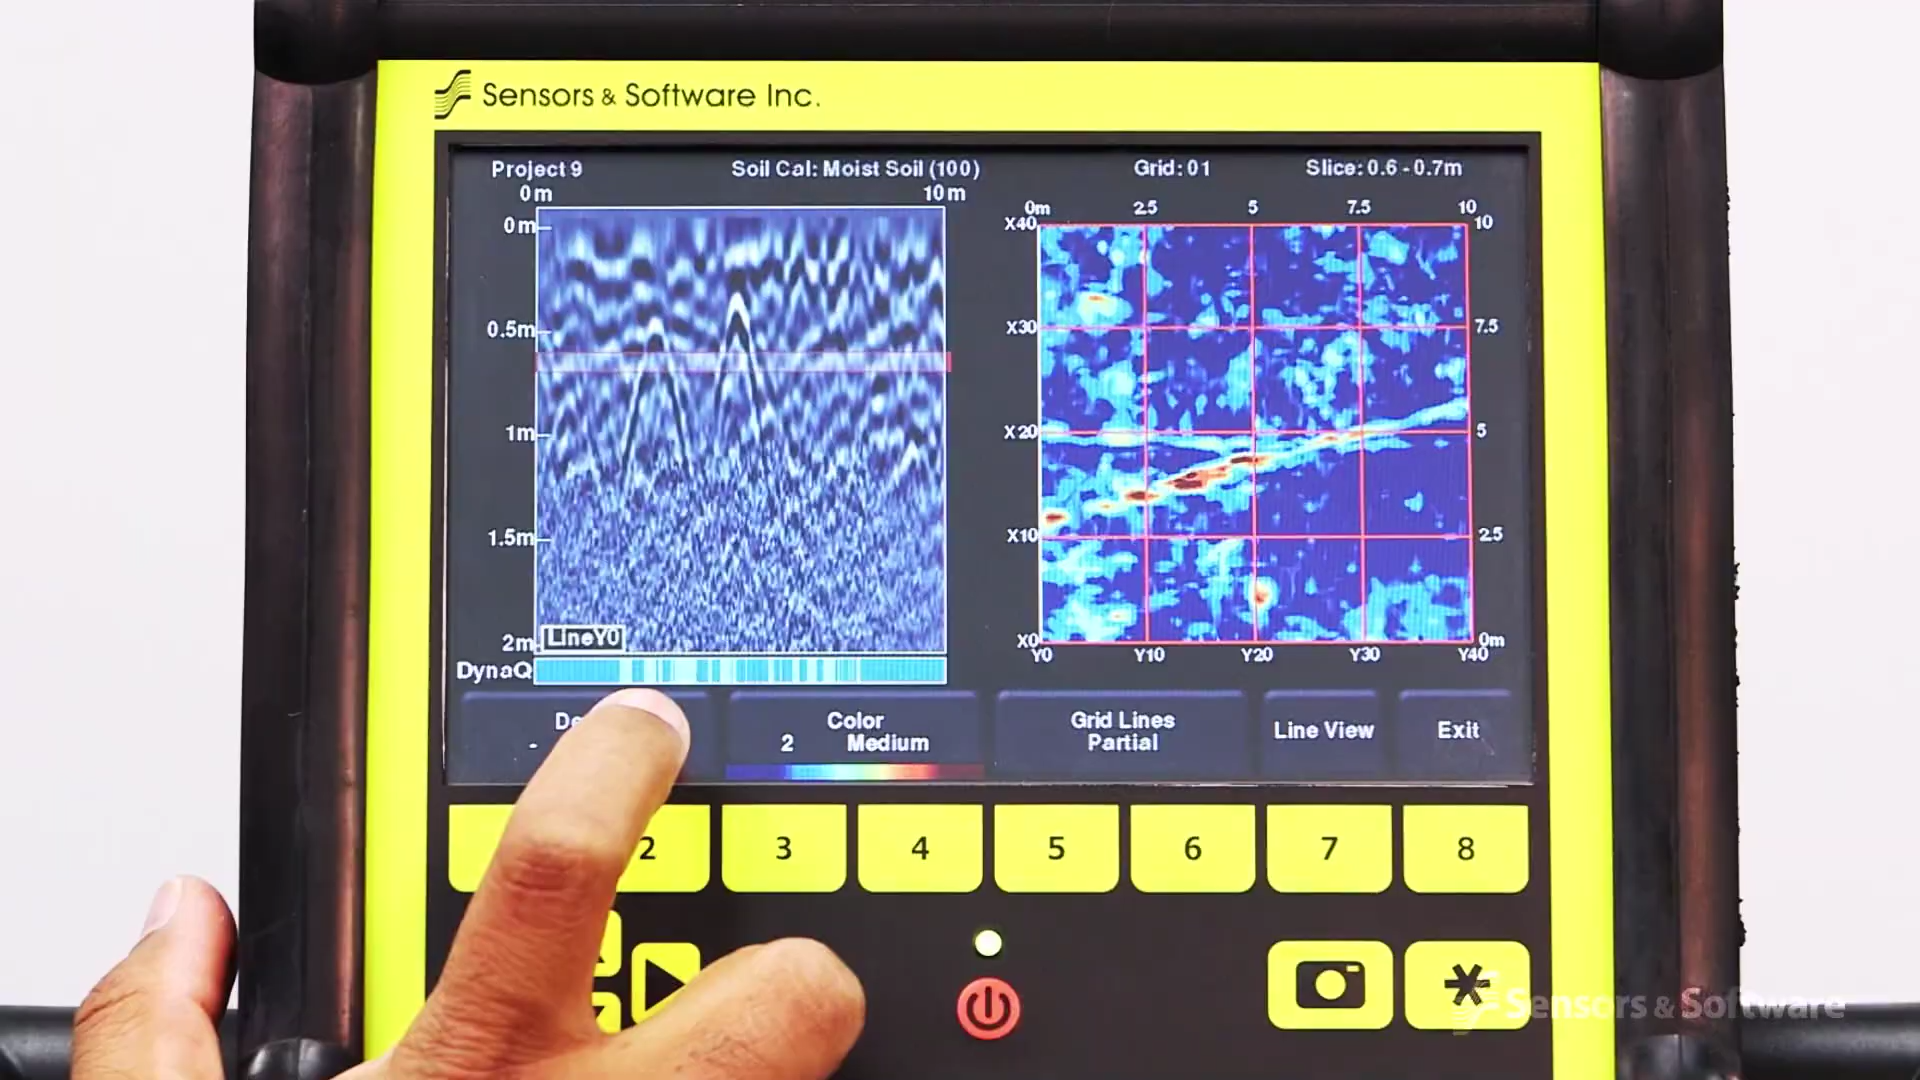 Sensors & Software Inc.
Project 9
Soil Cal: Moist Soil (100)
Grid: 01
Slice: 0.6 - 0.7m
0m
10m
0m
0.5m
1m
1.5m
2m
LineY0
DynaQ
0m
2.5
5
7.5
10
X40
X30
X20
X10
X0
10
7.5
5
2.5
0m
Y0
Y10
Y20
Y30
Y40
-
Color
2 Medium
Grid Lines
Partial
Line View
Exit
2
3
4
5
6
7
8
Sensors & Software